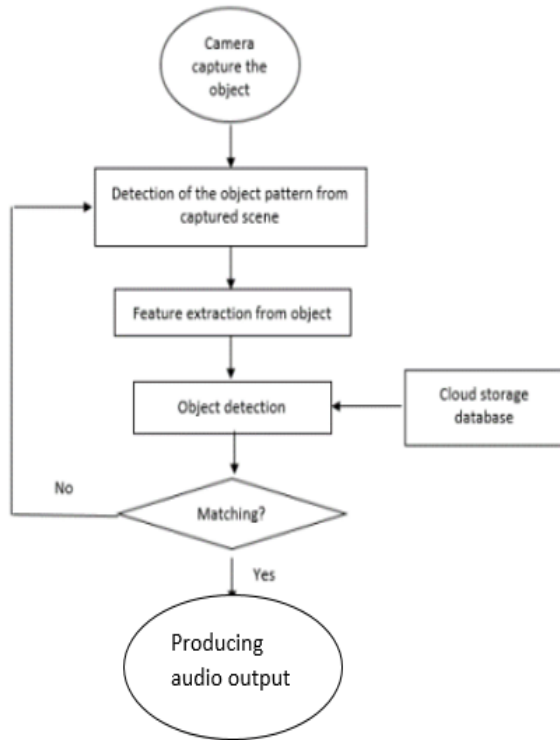 Camera
capture the
object
Detection of the object pattern from
captured scene
Feature extraction from object
Object detection
Cloud storage
database
No
Matching?
Yes
Producing
audio output